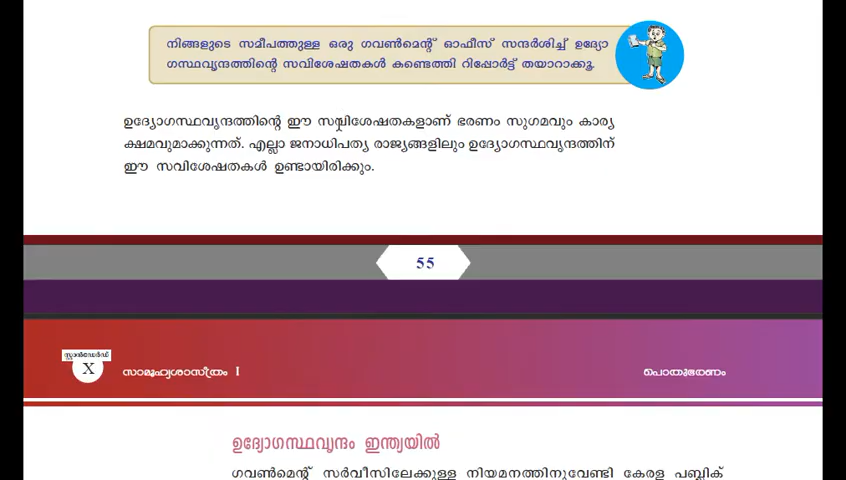 നിങ്ങളുടെ സമീപത്തുള്ള ഒരു ഗവൺമെന്റ് ഓഫീസ് സന്ദർശിച്ച് ഉദ്യോ
ഗസ്ഥവൃന്ദത്തിന്റെ സവിശേഷതകൾ കണ്ടെത്തി റിപ്പോർട്ട് തയാറാക്കൂ.
ഉദ്യോഗസ്ഥവൃന്ദത്തിന്റെ ഈ സവിശേഷതകളാണ് ഭരണം സുഗമവും കാര്യ
ക്ഷമവുമാക്കുന്നത്. എല്ലാ ജനാധിപത്യ രാജ്യങ്ങളിലും ഉദ്യോഗസ്ഥവൃന്ദത്തിന്
ഈ സവിശേഷതകൾ ഉണ്ടായിരിക്കും.
55
സ്റ്റാൻഡേർഡ്
X
സാമൂഹ്യശാസ്ത്രം I
പൊതുഭരണം
ഉദ്യോഗസ്ഥവൃന്ദം ഇന്ത്യയിൽ
ഗവൺമെന്റ് സർവീസിലേക്കുള്ള നിയമനത്തിനുവേണ്ടി കേരള പബ്ലിക്